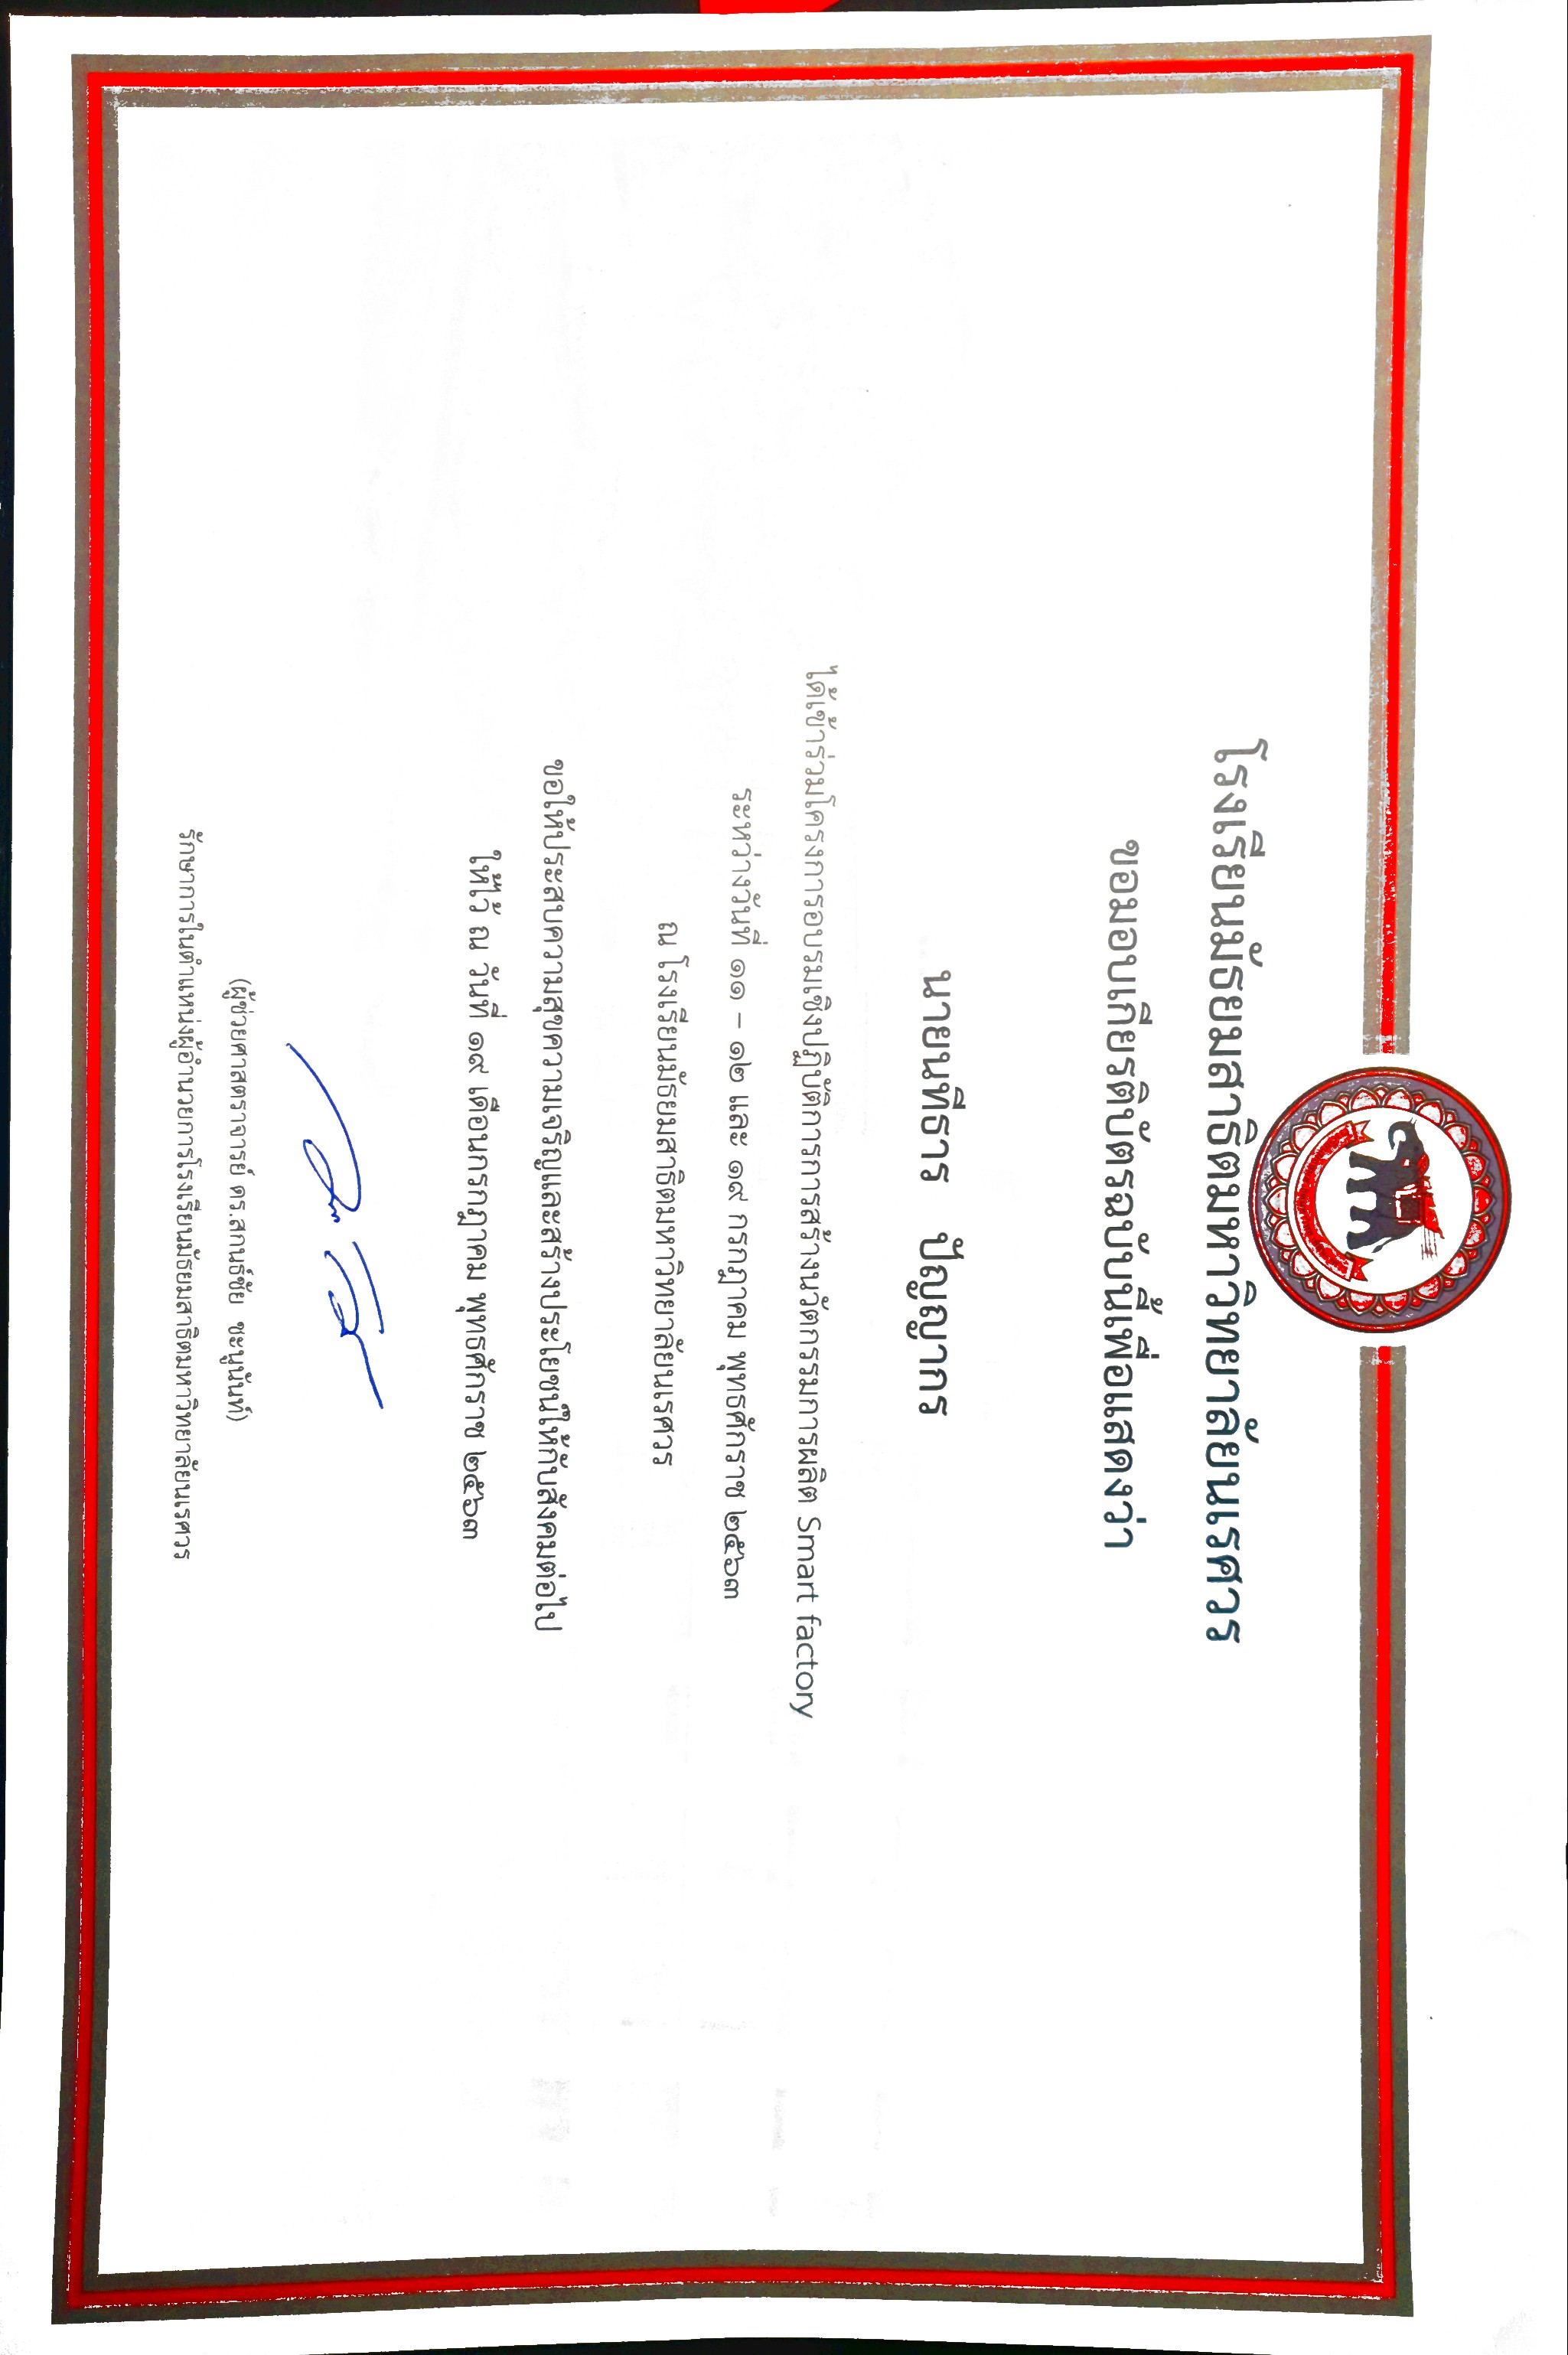 โรงเรียนมัธยมสาธิตมหาวิทยาลัยนเรศวร
ขอมอบเกียรติบัตรฉบับนี้เพื่อแสดงว่า
นายนทีธาร ปัญญากร
ได้เข้าร่วมโครงการอบรมเชิงปฏิบัติการการสร้างนวัตกรรมการผลิต Smart factory
ระหว่างวันที่ ๑๑ – ๑๒ และ ๑๙ กรกฎาคม พุทธศักราช ๒๕๖๓
ณ โรงเรียนมัธยมสาธิตมหาวิทยาลัยนเรศวร
ขอให้ประสบความสุขความเจริญและสร้างประโยชน์ให้กับสังคมต่อไป
ให้ไว้ ณ วันที่ ๑๙ เดือนกรกฎาคม พุทธศักราช ๒๕๖๓
(ผู้ช่วยศาสตราจารย์ ดร.สกนธ์ชัย ชะนูนันท์)
รักษาการในตำแหน่งผู้อำนวยการโรงเรียนมัธยมสาธิตมหาวิทยาลัยนเรศวร